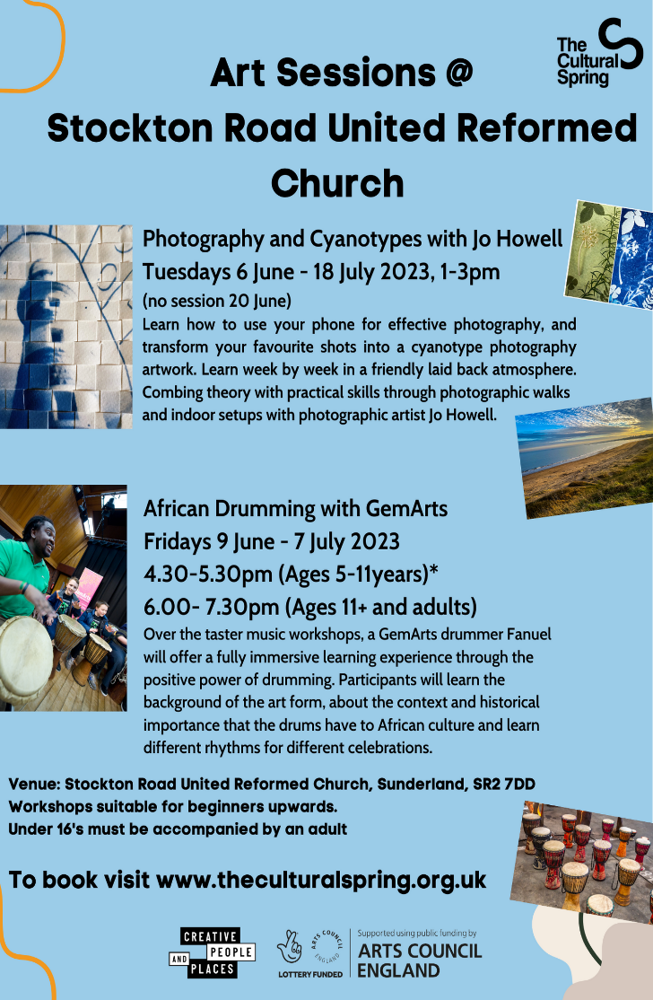 The
Cultural
Spring
Art Sessions @
Stockton Road United Reformed
Church
Photography and Cyanotypes with Jo Howell
Tuesdays 6 June - 18 July 2023, 1-3pm
(no session 20 June)
Learn how to use your phone for effective photography, and
transform your favourite shots into a cyanotype photography
artwork. Learn week by week in a friendly laid back atmosphere.
Combing theory with practical skills through photographic walks
and indoor setups with photographic artist Jo Howell.
African Drumming with GemArts
Fridays 9 June - 7 July 2023
4.30-5.30pm (Ages 5-11years)*
6.00- 7.30pm (Ages 11+ and adults)
Over the taster music workshops, a GemArts drummer Fanuel
will offer a fully immersive learning experience through the
positive power of drumming. Participants will learn the
background of the art form, about the context and historical
importance that the drums have to African culture and learn
different rhythms for different celebrations.
Venue: Stockton Road United Reformed Church, Sunderland, SR2 7DD
Workshops suitable for beginners upwards.
Under 16's must be accompanied by an adult
To book visit www.theculturalspring.org.uk
CREATIVE
PEOPLE
AND
PLACES
ARTS COUNCIL
ENGLAND
LOTTERY FUNDED
Supported using public funding by
ARTS COUNCIL
ENGLAND